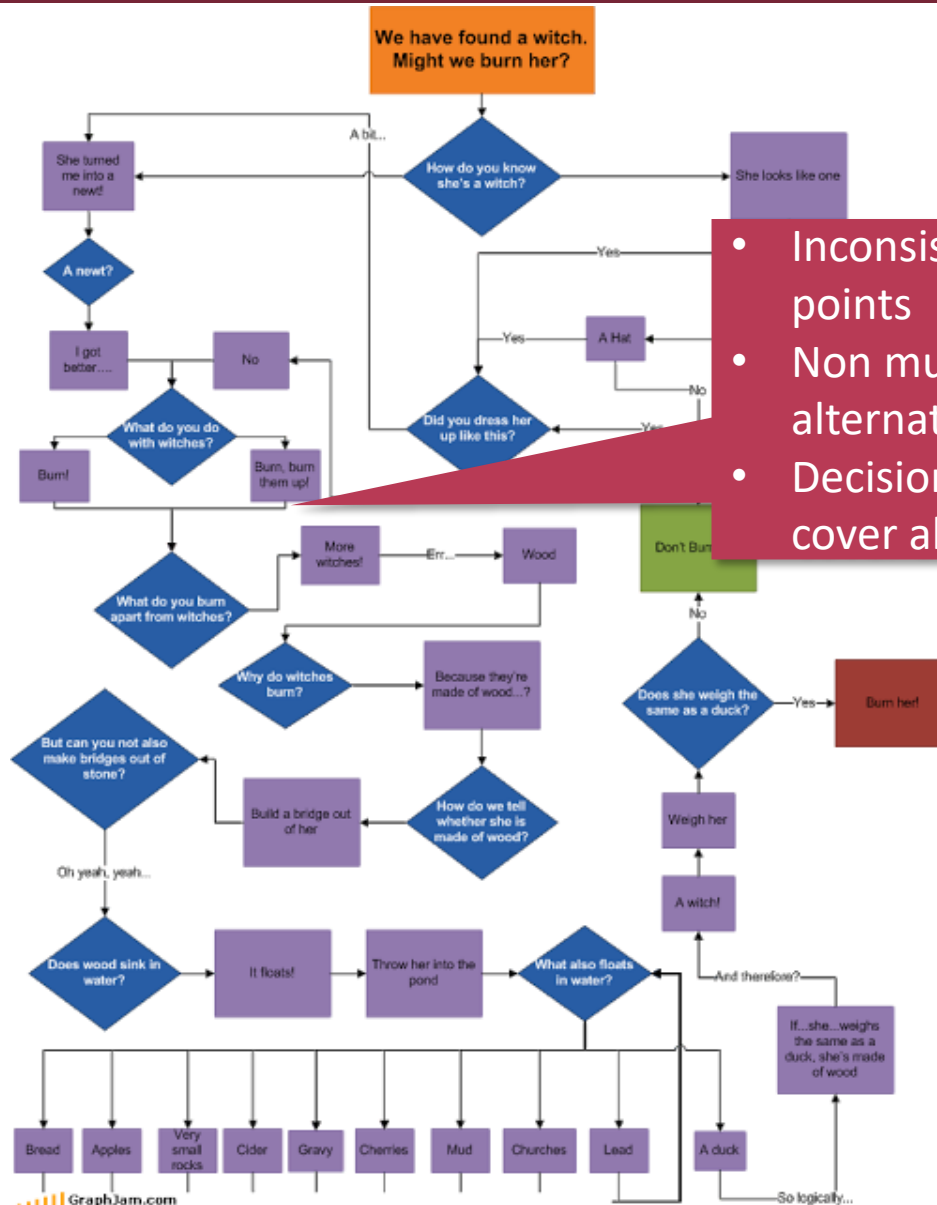 We have found a witch.
Might we burn her?
A bit...
She turned
me into a
newt!
How do you know
she's a witch?
She looks like one
A newt?
Yes
I got
better....
No
Yes
A Hat
No
What do you do
with witches?
Did you dress her
up like this?
Yes
Burn!
Burn, burn
them up!
•
points
• Non
•
What do you burn
apart from witches?
More
witches!
Err...
Wood
Don't
No
Why do witches
burn?
Because they're
made of wood...?
Does she weigh the
same as a duck?
Yes
Burn her!
But can you not also
make bridges out of
stone?
Build a bridge out
of her
How do we tell
whether she is
made of wood?
Weigh her
Oh yeah, yeah...
A witch!
Does wood sink in
water?
It floats!
Throw her into the
pond
What also floats
in water?
And therefore?
If...she...weighs
the same as a
duck, she's made
of wood
Bread
Apples
Very
small
rocks
Cider
Gravy
Cherries
Mud
Churches
Lead
A duck
So logically...
GraphJam.com